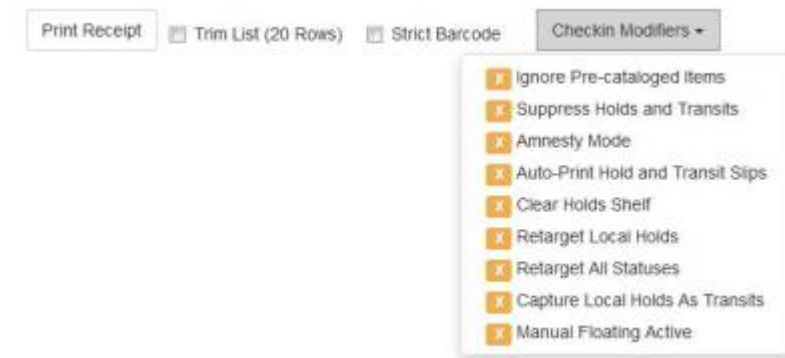 Print Receipt Trim List (20 Rows) Strict Barcode Checkin Modifiers
x Ignore Pre-cataloged Items
x Suppress Holds and Transits
x Amnesty Mode
x Auto-Print Hold and Transit Slips
x Clear Holds Shelf
x Retarget Local Holds
x Retarget All Statuses
x Capture Local Holds As Transits
x Manual Floating Active